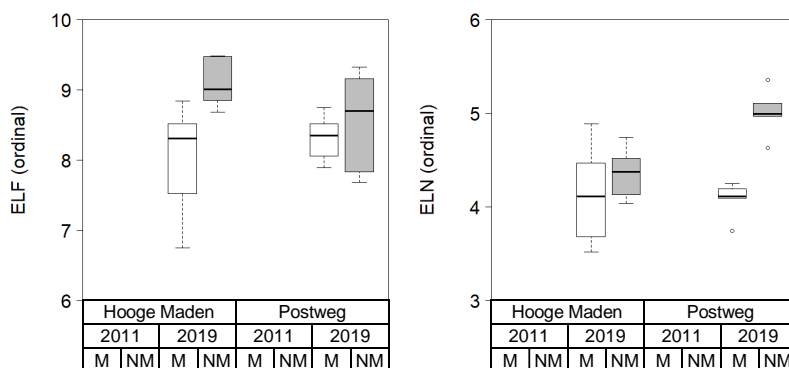 ELF (ordinal)
10
9
8
7
6
Hooge Maden Postweg
2011 2019 2011 2019
M NM M NM M NM M NM
ELN (ordinal)
6
5
4
3
Hooge Maden Postweg
2011 2019 2011 2019
M NM M NM M NM M NM